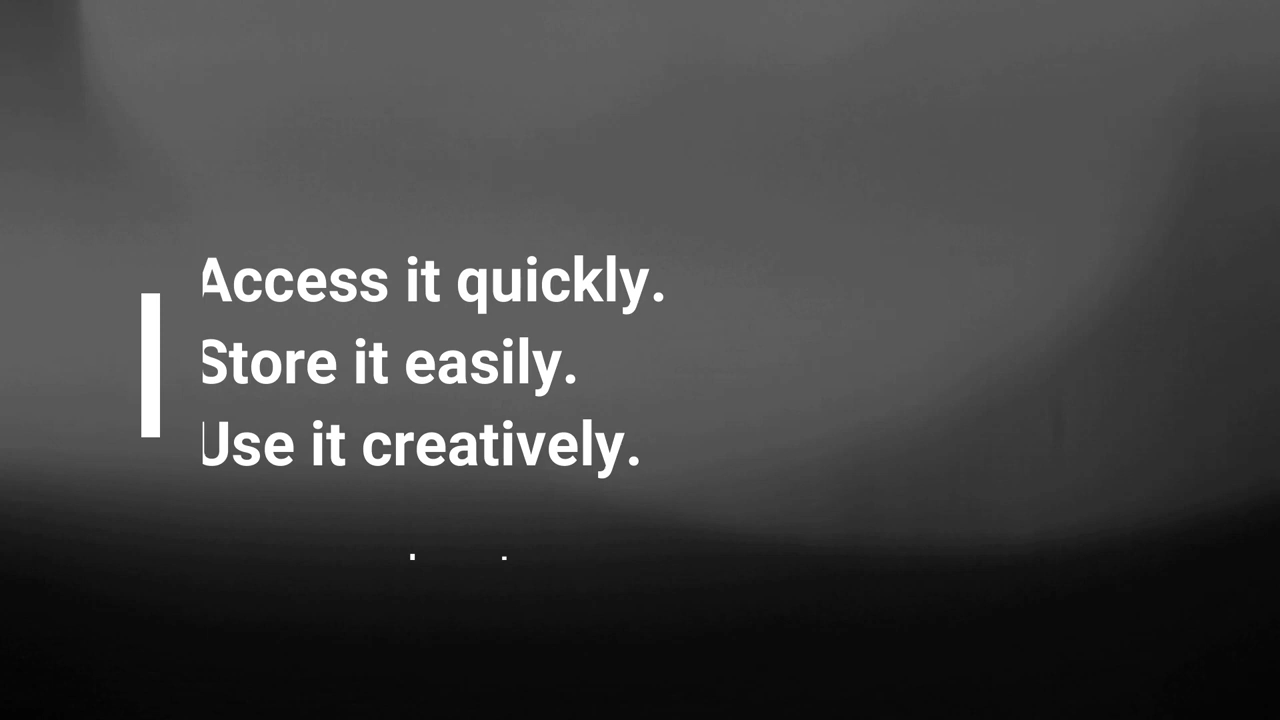 Access it quickly.
Store it easily.
Use it creatively.